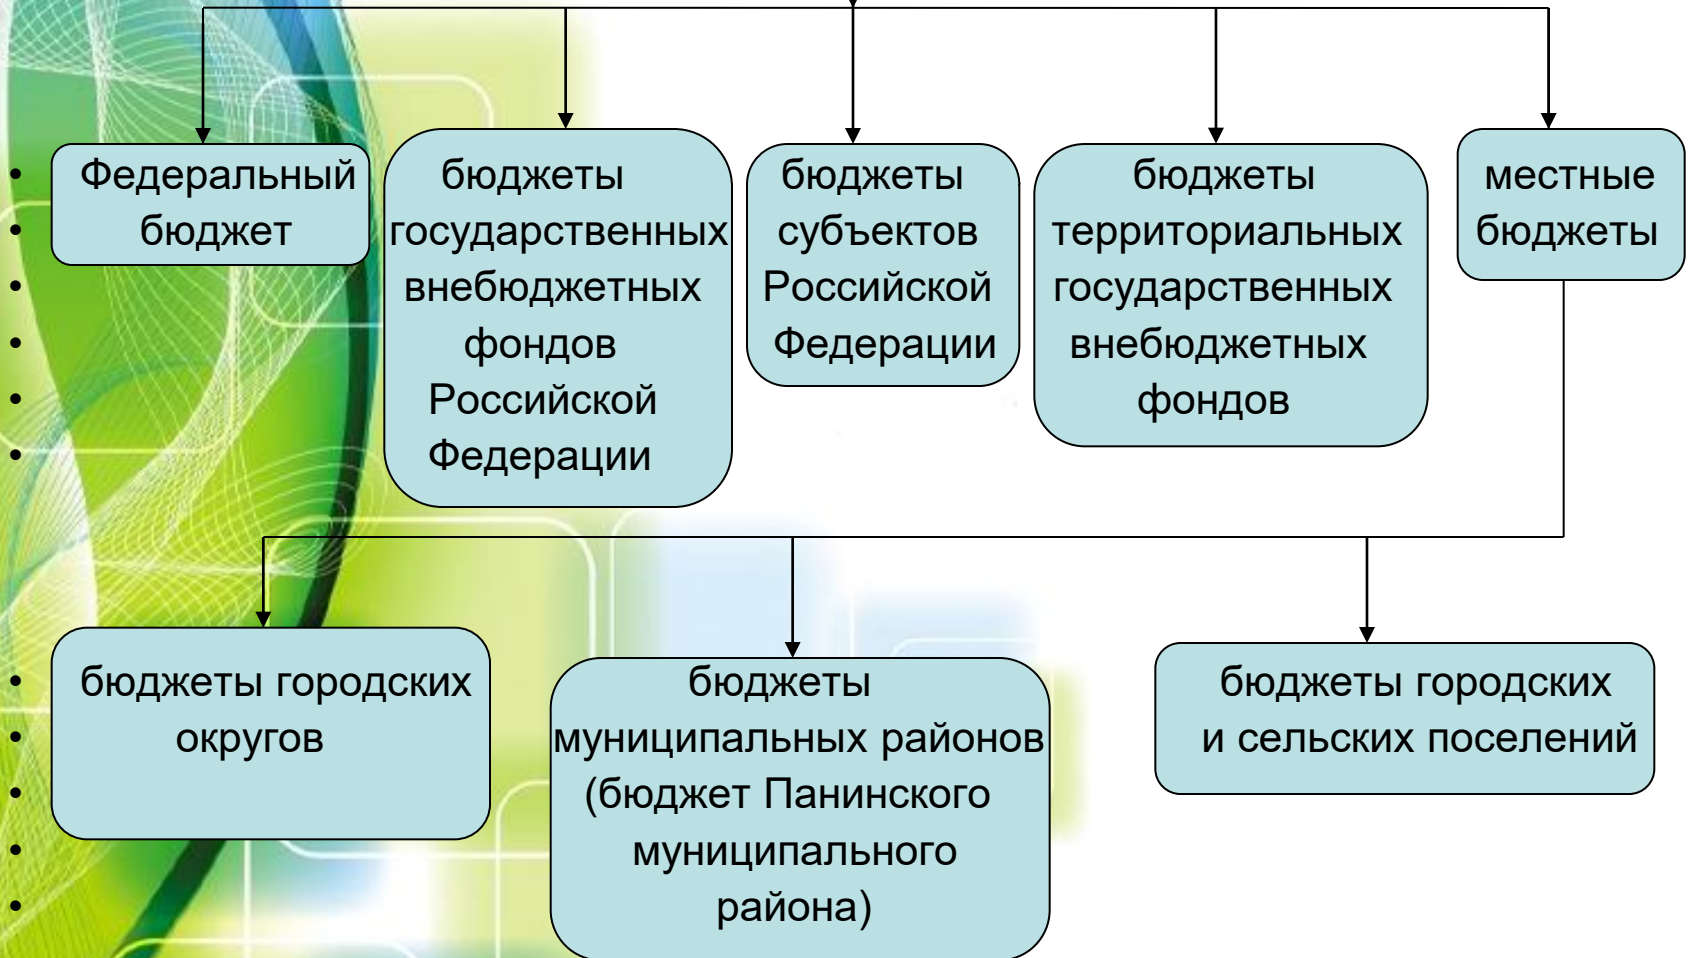 Федеральный
бюджет
бюджеты
государственных
внебюджетных
фондов
Российской
Федерации
бюджеты
субъектов
Российской
Федерации
бюджеты
территориальных
государственных
внебюджетных
фондов
местные
бюджеты
бюджеты городских
округов
бюджеты
муниципальных районов
(бюджет Панинского
муниципального
района)
бюджеты городских
и сельских поселений